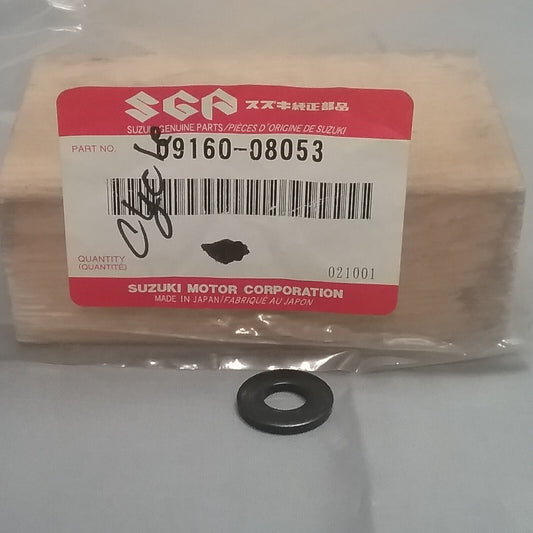 SGP スズキ純正部品
SUZUKI GENUINE PARTS/PIÈCES D'ORIGINE DE SUZUKI
PART NO. 09160-08053
QUANTITY
(QUANTITÉ)
021001
SUZUKI MOTOR CORPORATION
MADE IN JAPAN/FABRIQUÉ AU JAPON